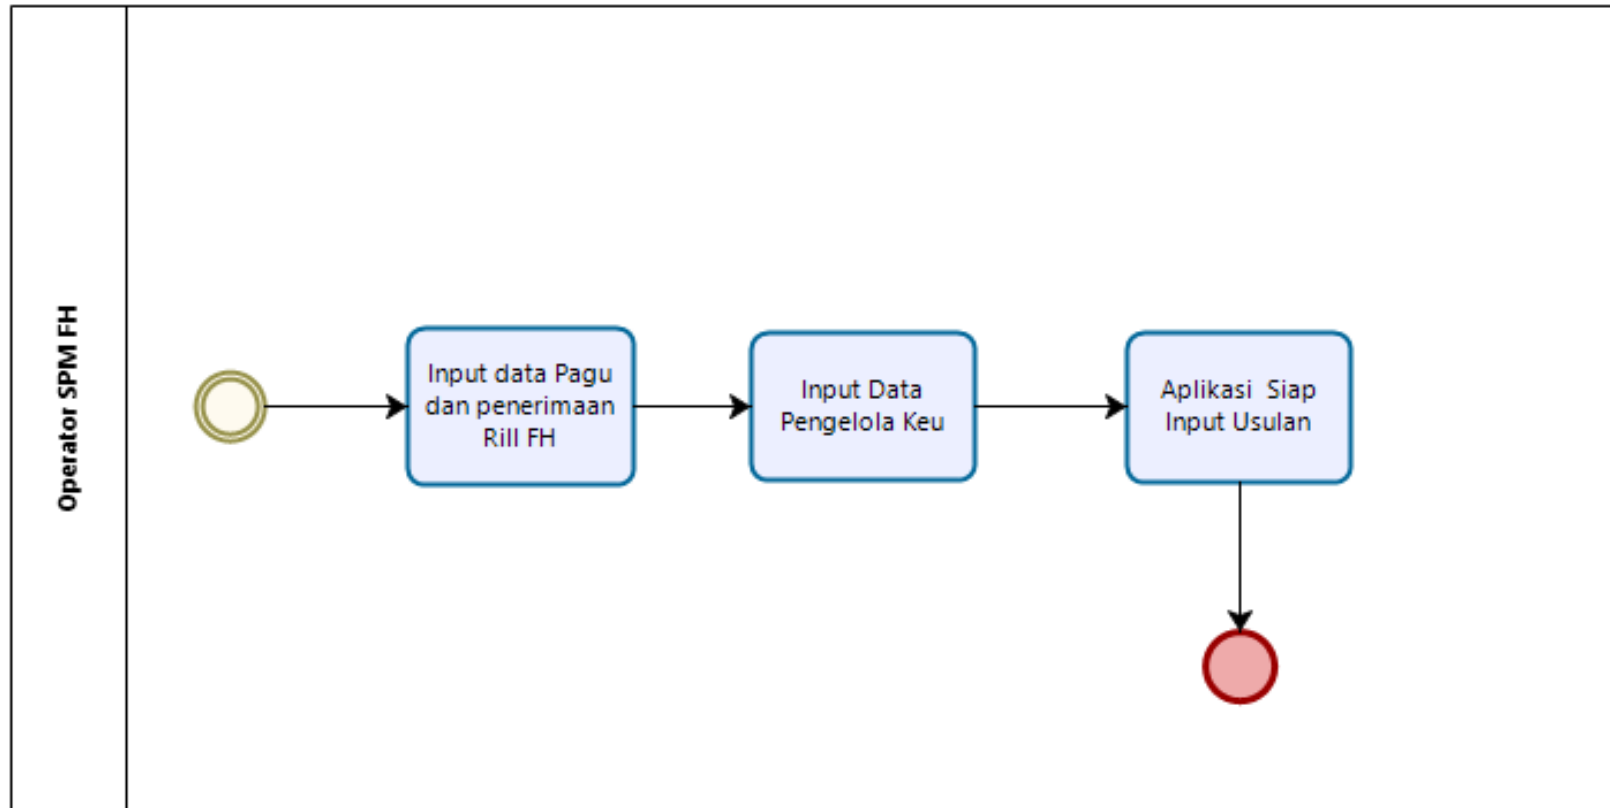 Operator SPM FH
Input data Pagu
dan penerimaan
Rill FH
Input Data
Pengelola Keu
Aplikasi  Siap
Input Usulan